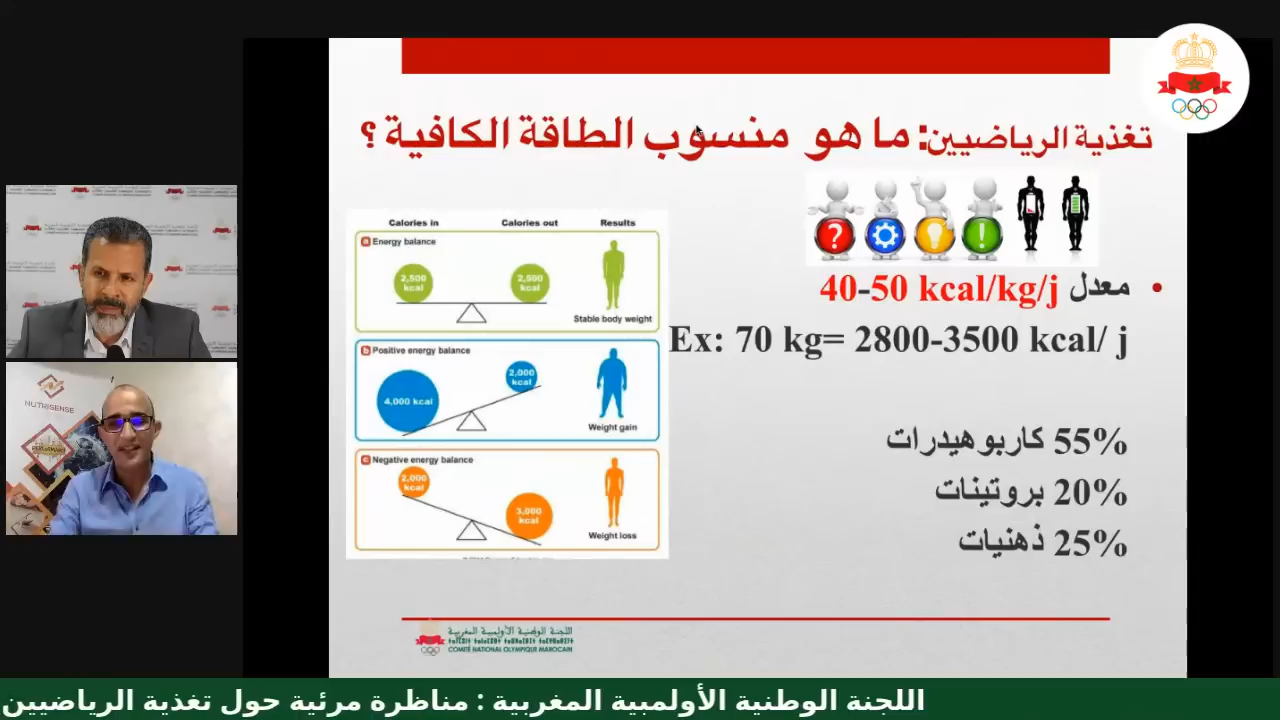 تغذية الرياضيين: ما هو منسوب الطاقة الكافية ؟
• معدل 40-50 kcal/kg/j
Ex: 70 kg= 2800-3500 kcal/ j
55% كاربوهيدرات
20% بروتينات
25% ذهنيات
Calories in Calories out Results
a Energy balance
2,500 kcal
2,500 kcal
Stable body weight
b Positive energy balance
4,000 kcal
2,000 kcal
Weight gain
c Negative energy balance
2,000 kcal
3,000 kcal
Weight loss
NUTRISENSE
اللجنة الوطنية الأولمبية المغربية
COMITÉ NATIONAL OLYMPIQUE MAROCAIN
اللجنة الوطنية الأولمبية المغربية : مناظرة مرئية حول تغذية الرياضيين